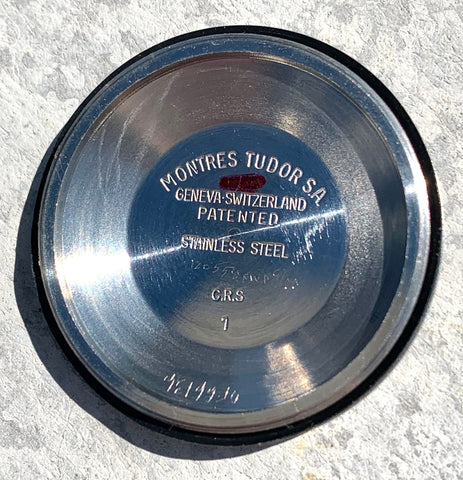 MONTRES TUDOR S.A.
GENEVA-SWITZERLAND
PATENTED
STAINLESS STEEL
C.R.S
1